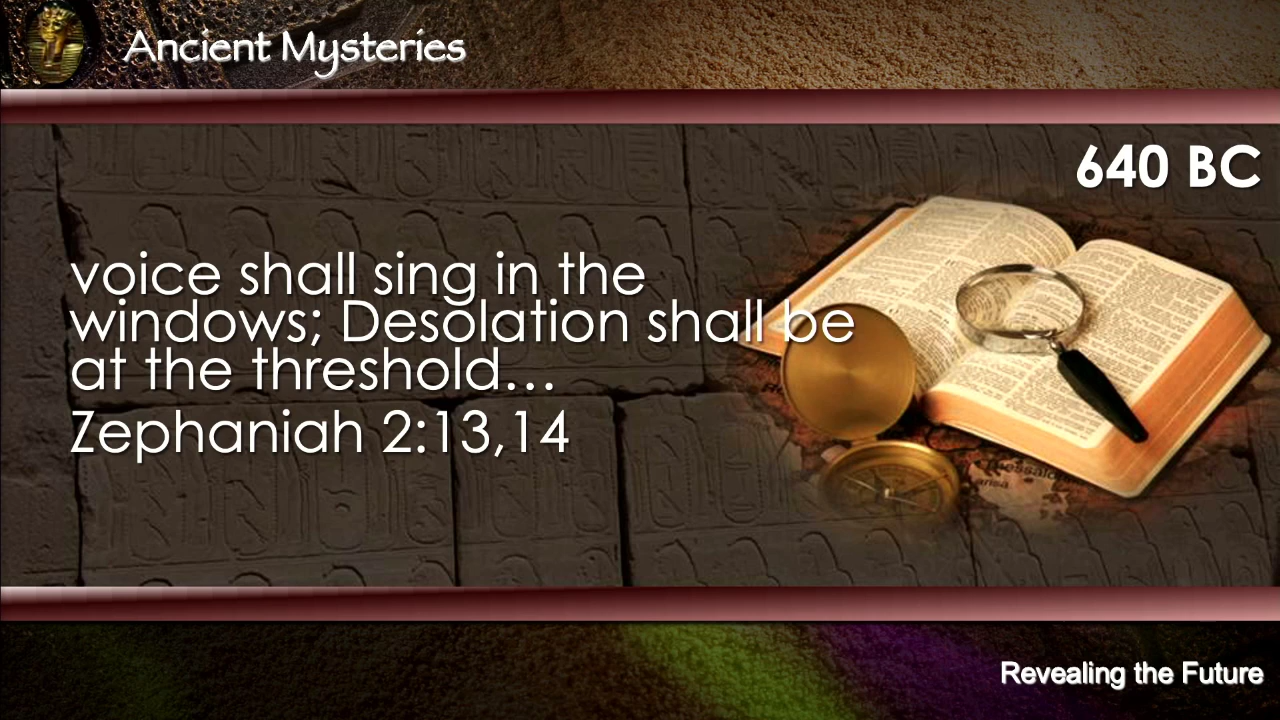 Ancient Mysteries
640 BC
voice shall sing in the
windows; Desolation shall be
at the threshold…
Zephaniah 2:13,14
Revealing the Future